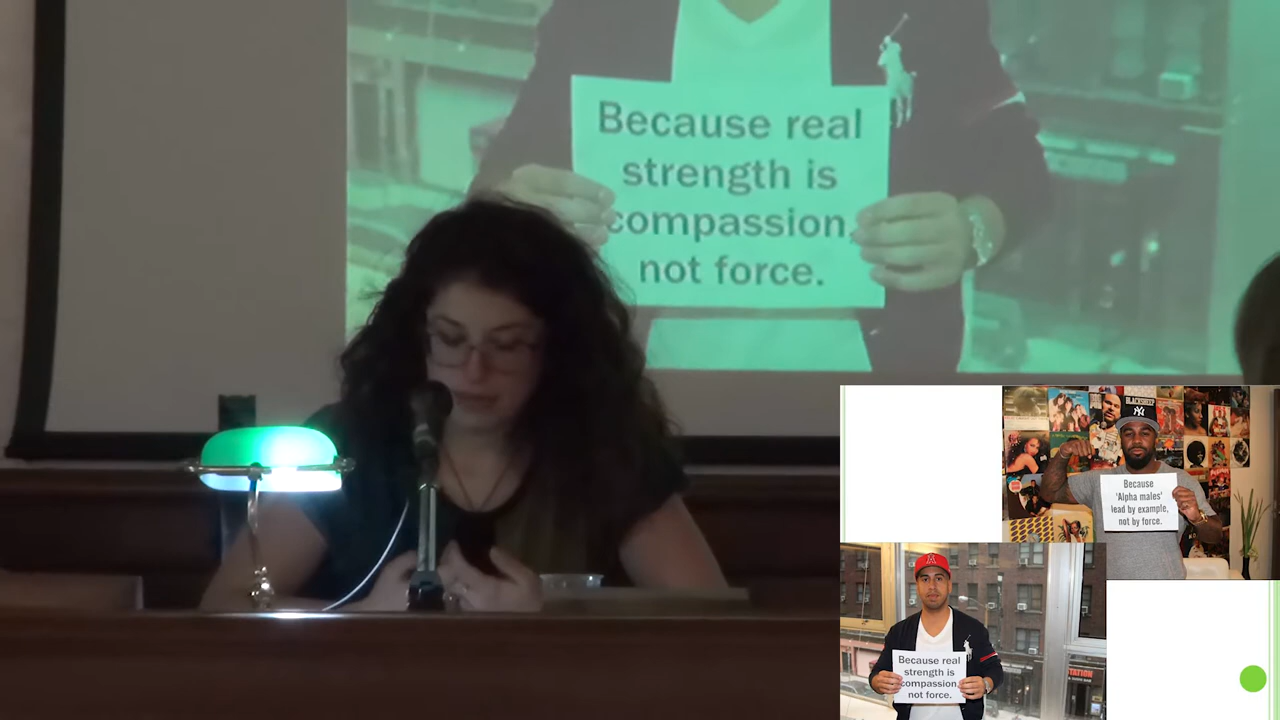 Because real
strength is
compassion,
not force.
BLACKSHEEP
NY
Because
'Alpha males'
lead by example,
not by force.
A
Because real
strength is
compassion,
not force.
STATION